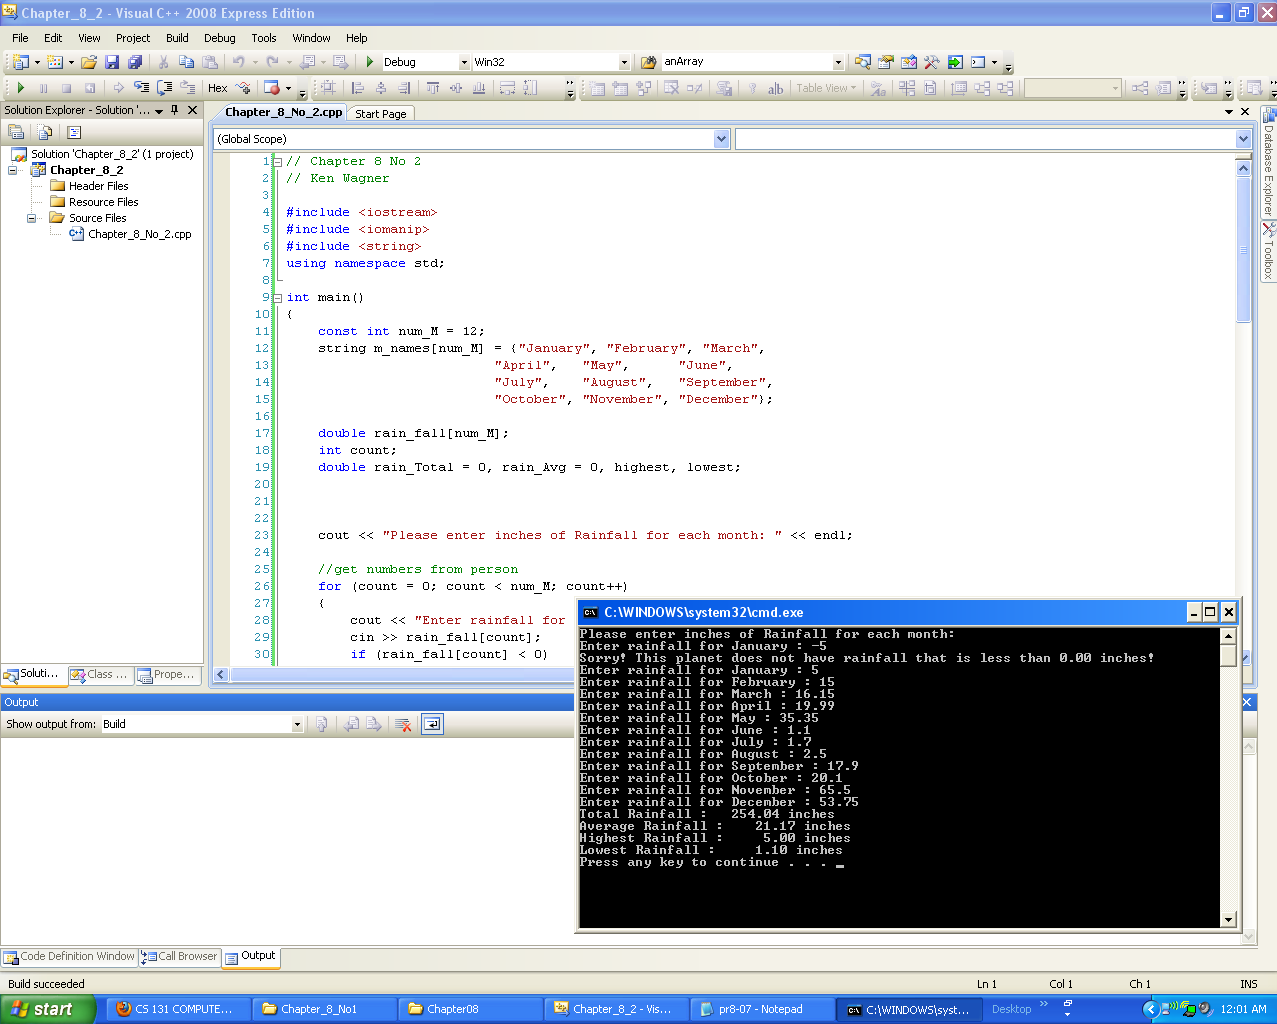 Chapter_8_2 - Visual C++ 2008 Express Edition
File Edit View Project Build Debug Tools Window Help
Debug Win32 anArray
Hex Table View
Solution Explorer - Solution '...
Chapter_8_No_2.cpp Start Page
(Global Scope)
Solution 'Chapter_8_2' (1 project)
Chapter_8_2
Header Files
Resource Files
Source Files
Chapter_8_No_2.cpp
Soluti... Class ... Prope...
Database Explorer
Toolbox
1 // Chapter 8 No 2
2 // Ken Wagner
3
4 #include <iostream>
5 #include <iomanip>
6 #include <string>
7 using namespace std;
8
9 int main()
10 {
11 const int num_M = 12;
12 string m_names[num_M] = {"January", "February", "March",
13 "April", "May", "June",
14 "July", "August", "September",
15 "October", "November", "December"};
16
17 double rain_fall[num_M];
18 int count;
19 double rain_Total = 0, rain_Avg = 0, highest, lowest;
20
21
22
23 cout << "Please enter inches of Rainfall for each month: " << endl;
24
25 //get numbers from person
26 for (count = 0; count < num_M; count++)
27 {
28 cout << "Enter rainfall for
29 cin >> rain_fall[count];
30 if (rain_fall[count] < 0)
Output
Show output from: Build
C:\WINDOWS\system32\cmd.exe
Please enter inches of Rainfall for each month:
Enter rainfall for January : -5
Sorry! This planet does not have rainfall that is less than 0.00 inches!
Enter rainfall for January : 5
Enter rainfall for February : 15
Enter rainfall for March : 16.15
Enter rainfall for April : 19.99
Enter rainfall for May : 35.35
Enter rainfall for June : 1.1
Enter rainfall for July : 1.7
Enter rainfall for August : 2.5
Enter rainfall for September : 17.9
Enter rainfall for October : 20.1
Enter rainfall for November : 65.5
Enter rainfall for December : 53.75
Total Rainfall : 254.04 inches
Average Rainfall : 21.17 inches
Highest Rainfall : 5.00 inches
Lowest Rainfall : 1.10 inches
Press any key to continue . . . _
Code Definition Window Call Browser Output
Build succeeded Ln 1 Col 1 Ch 1 INS
start CS 131 COMPUTE... Chapter_8_No1 Chapter08 Chapter_8_2 - Vis... pr8-07 - Notepad C:\WINDOWS\syst... Desktop » 12:01 AM